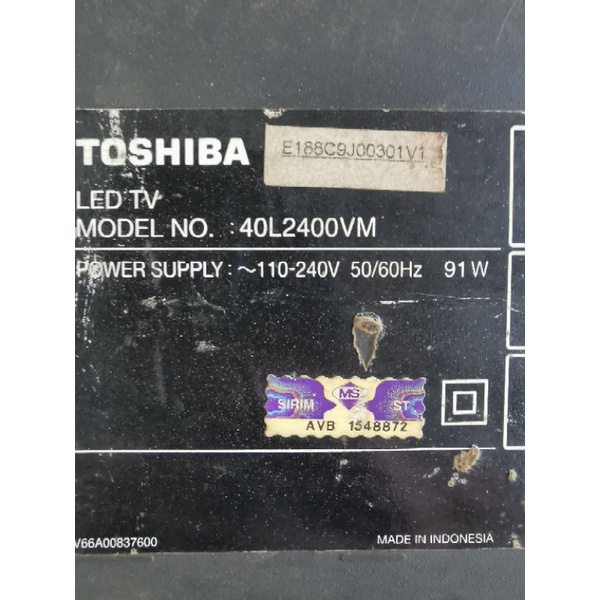 TOSHIBA
E188C9J00301V1
LED TV
MODEL NO. : 40L2400VM
POWER SUPPLY : ~110-240V 50/60Hz 91 W
MS
SIRIM ST
AVB 1548872
V66A00837600
MADE IN INDONESIA